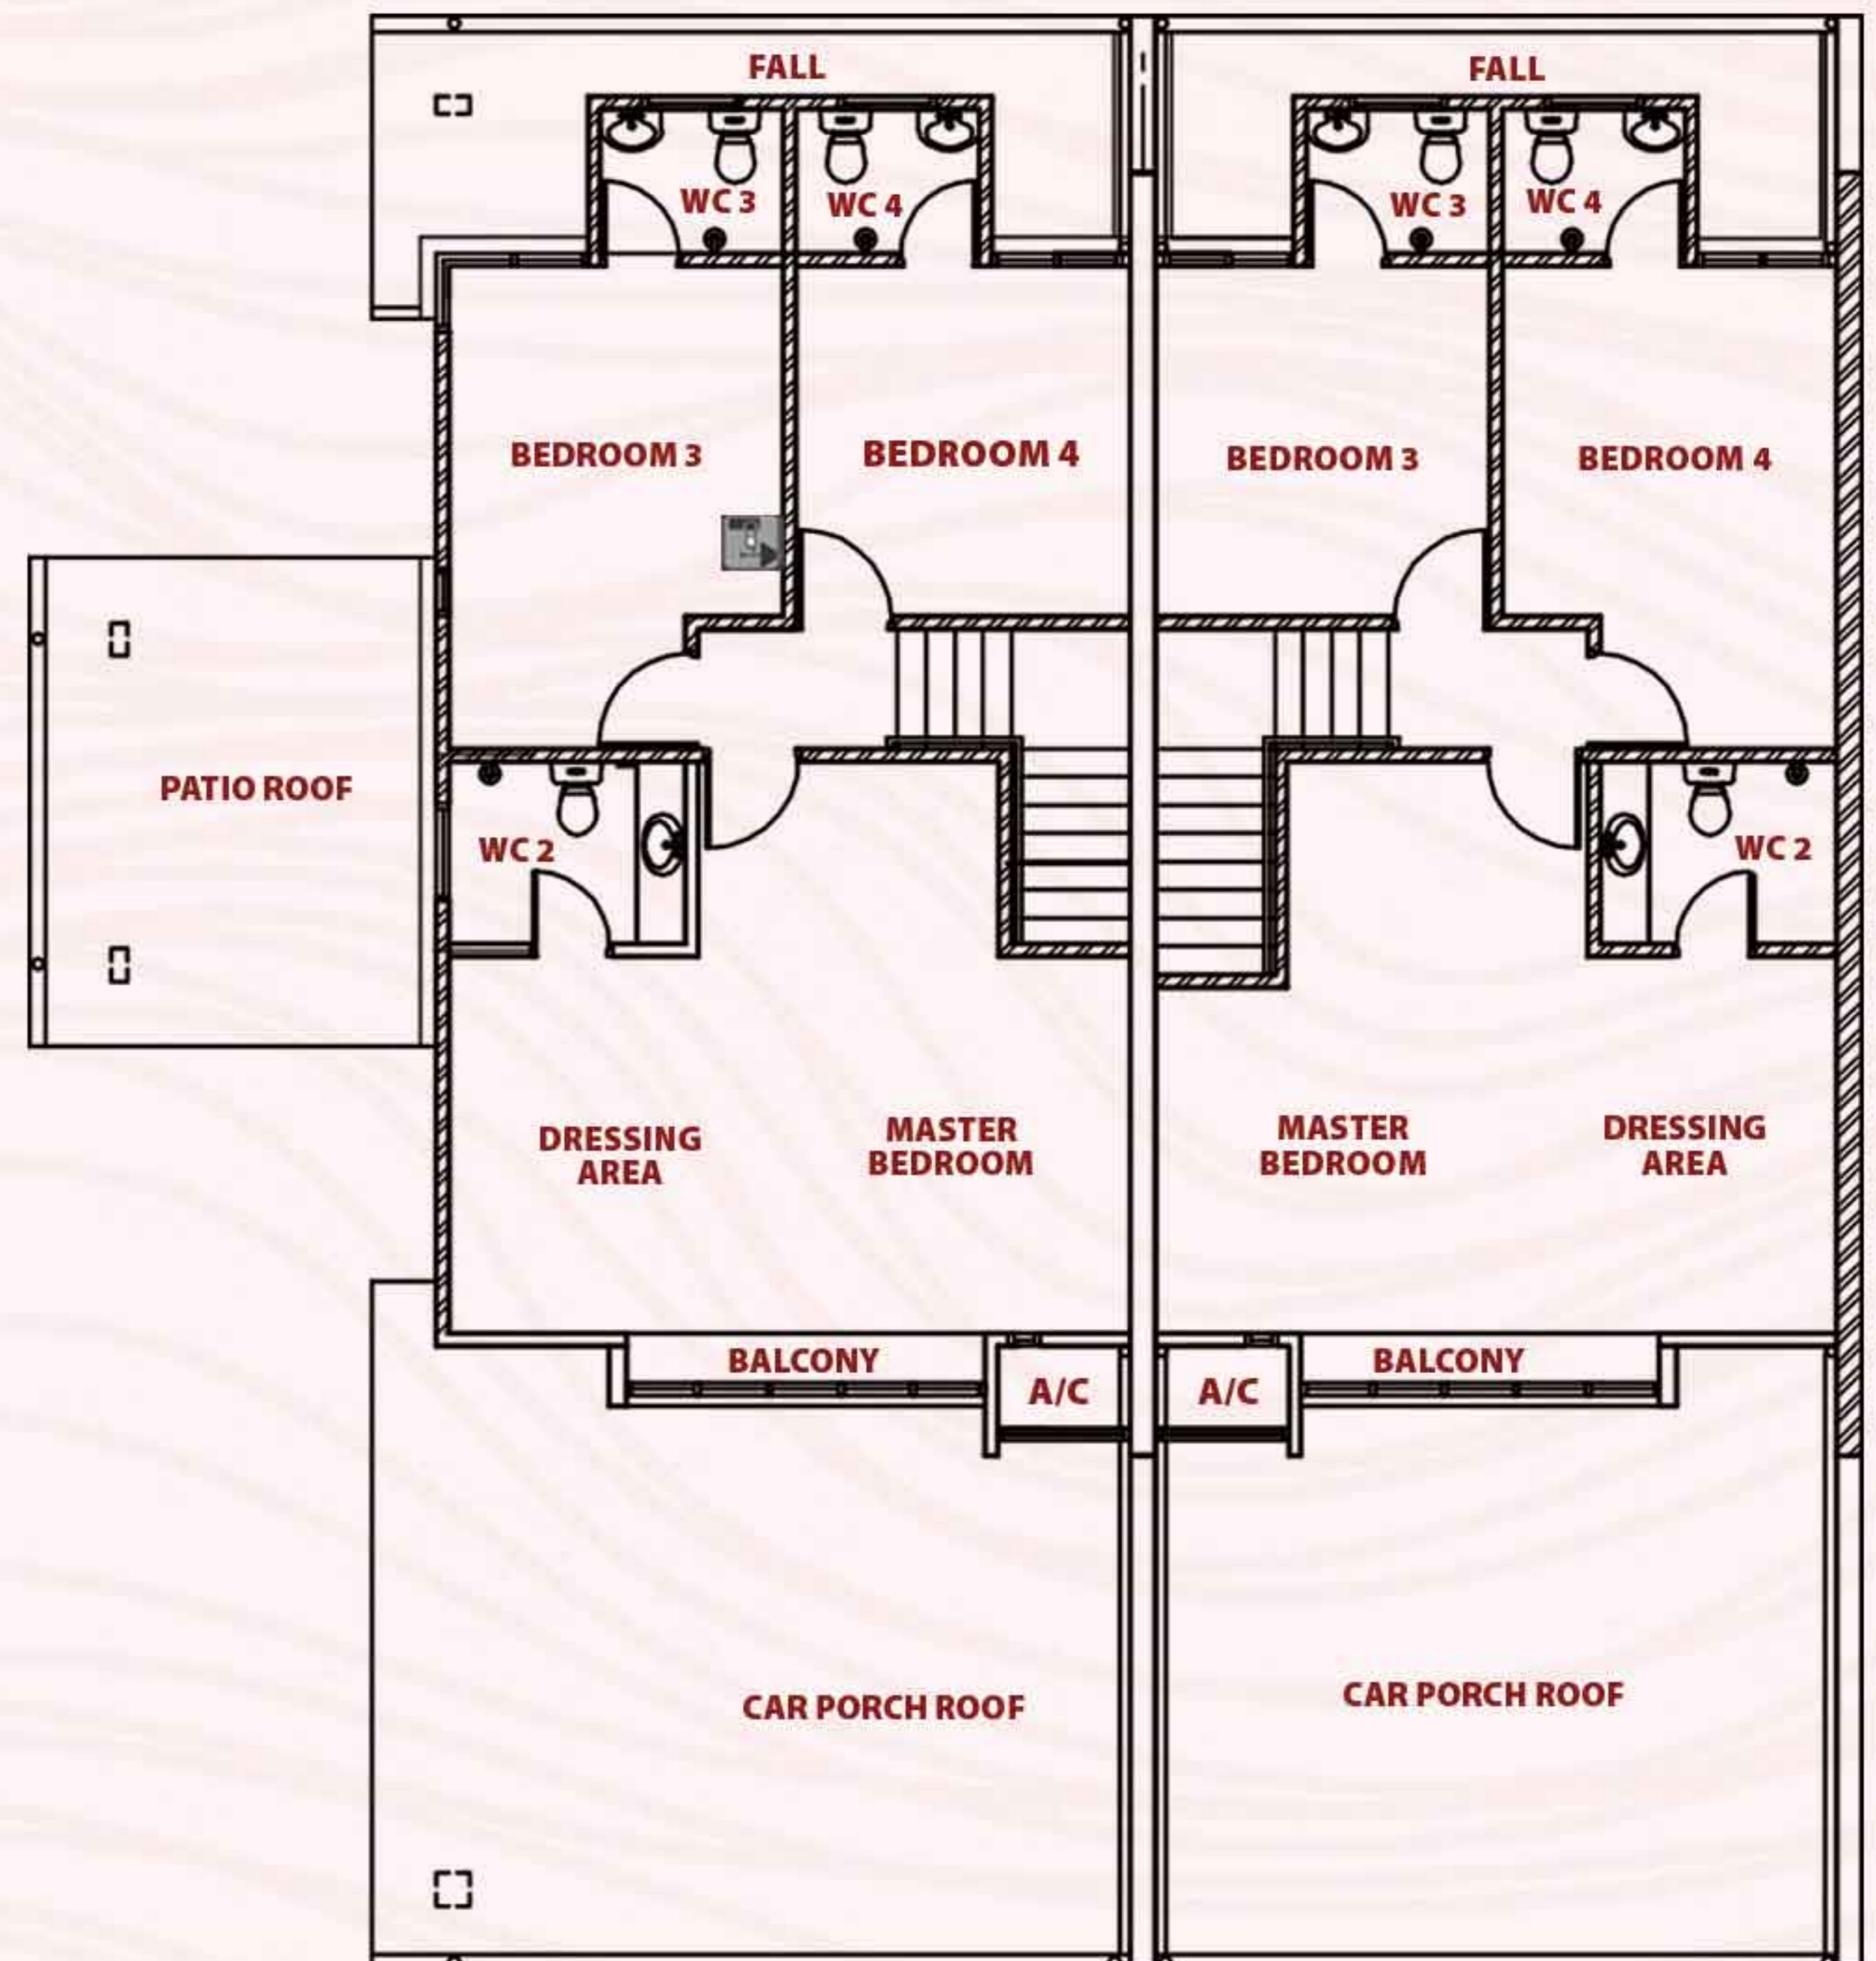 FALL
FALL
WC 3
WC 4
WC 3
WC 4
BEDROOM 3
BEDROOM 4
BEDROOM 3
BEDROOM 4
PATIO ROOF
WC 2
WC 2
DRESSING
AREA
MASTER
BEDROOM
MASTER
BEDROOM
DRESSING
AREA
BALCONY
A/C
A/C
BALCONY
CAR PORCH ROOF
CAR PORCH ROOF